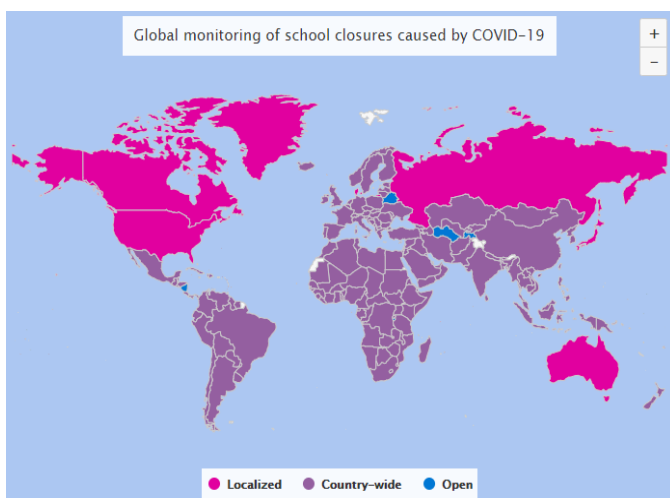 Global monitoring of school closures caused by COVID-19
+
−
Localized Country-wide Open